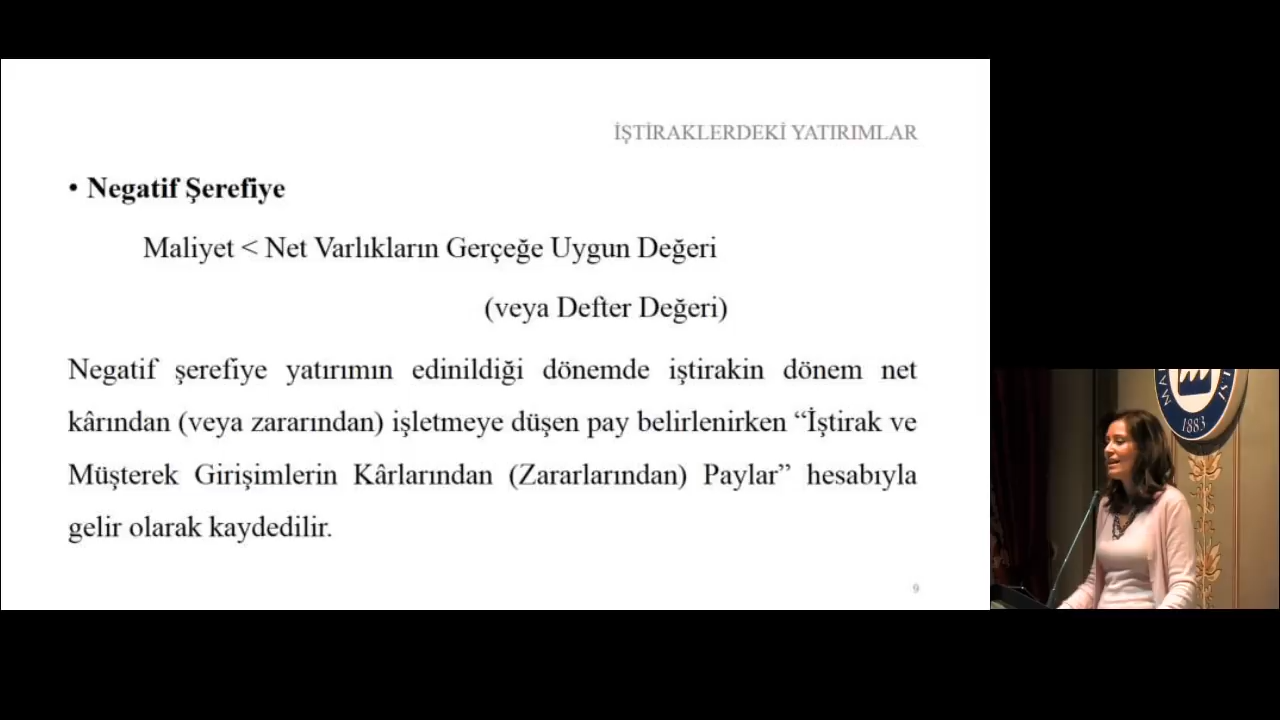 İŞTİRAKLERDEKİ YATIRIMLAR
• Negatif Şerefiye
Maliyet < Net Varlıkların Gerçeğe Uygun Değeri
(veya Defter Değeri)
Negatif şerefiye yatırımın edinildiği dönemde iştirakin dönem net
kârından (veya zararından) işletmeye düşen pay belirlenirken “İştirak ve
Müşterek Girişimlerin Kârlarından (Zararlarından) Paylar” hesabıyla
gelir olarak kaydedilir.
9
1883